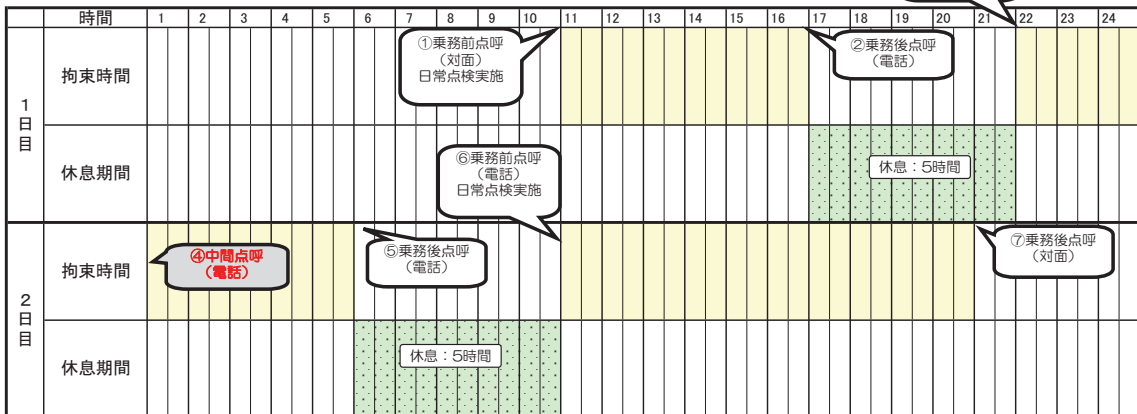 時間 1 2 3 4 5 6 7 8 9 10 11 12 13 14 15 16 17 18 19 20 21 22 23 24
1日目
拘束時間
①乗務前点呼
(対面)
日常点検実施
②乗務後点呼
(電話)
休息期間
休息：5時間
⑥乗務前点呼
(電話)
日常点検実施
2日目
拘束時間
④中間点呼
(電話)
⑤乗務後点呼
(電話)
⑦乗務後点呼
(対面)
休息期間
休息：5時間